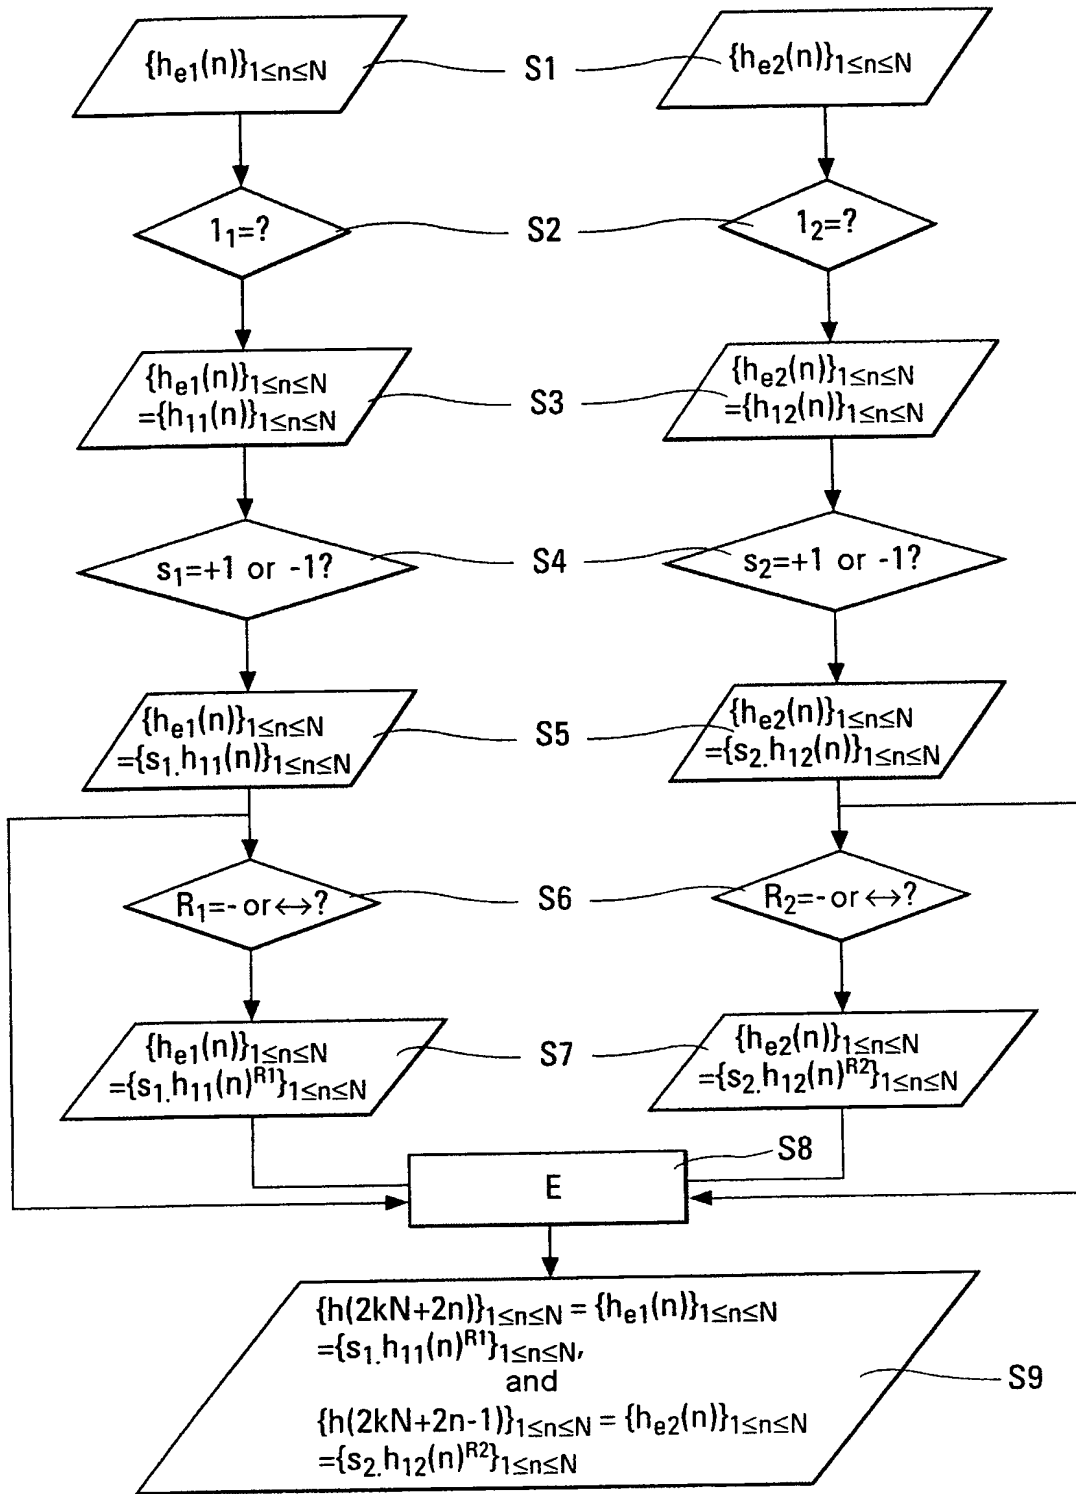 {he1(n)}1≤n≤N S1 {he2(n)}1≤n≤N
11=? S2 12=?
{he1(n)}1≤n≤N
={h11(n)}1≤n≤N
S3
{he2(n)}1≤n≤N
={h12(n)}1≤n≤N
s1=+1 or -1? S4 s2=+1 or -1?
{he1(n)}1≤n≤N
={s1.h11(n)}1≤n≤N
S5
{he2(n)}1≤n≤N
={s2.h12(n)}1≤n≤N
R1=- or ↔? S6 R2=- or ↔?
{he1(n)}1≤n≤N
={s1.h11(n)R1}1≤n≤N
S7
{he2(n)}1≤n≤N
={s2.h12(n)R2}1≤n≤N
S8
E
{h(2kN+2n)}1≤n≤N = {he1(n)}1≤n≤N
={s1.h11(n)R1}1≤n≤N,
and
S9
{h(2kN+2n-1)}1≤n≤N = {he2(n)}1≤n≤N
={s2.h12(n)R2}1≤n≤N